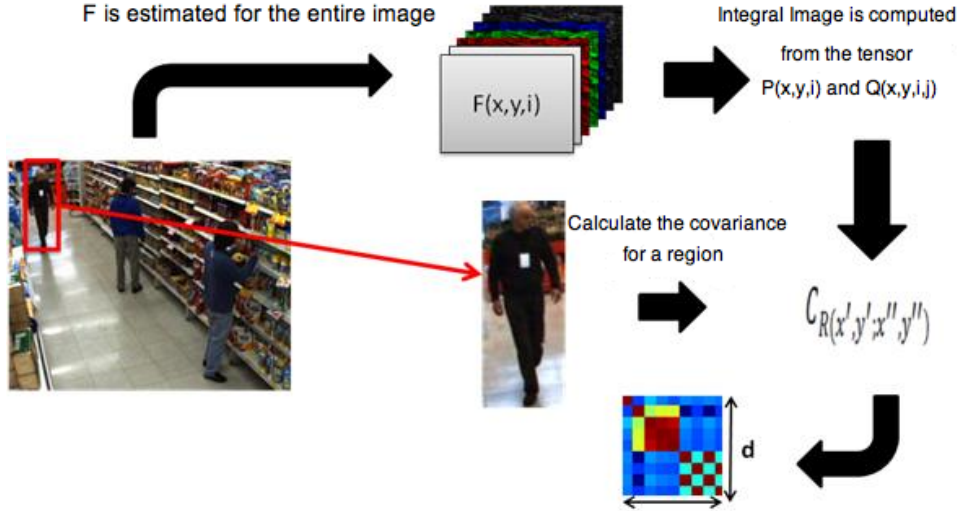 F is estimated for the entire image
F(x,y,i)
Integral Image is computed
from the tensor
P(x,y,i) and Q(x,y,i,j)
Calculate the covariance
for a region
C_{R(x',y';x'',y'')}
d